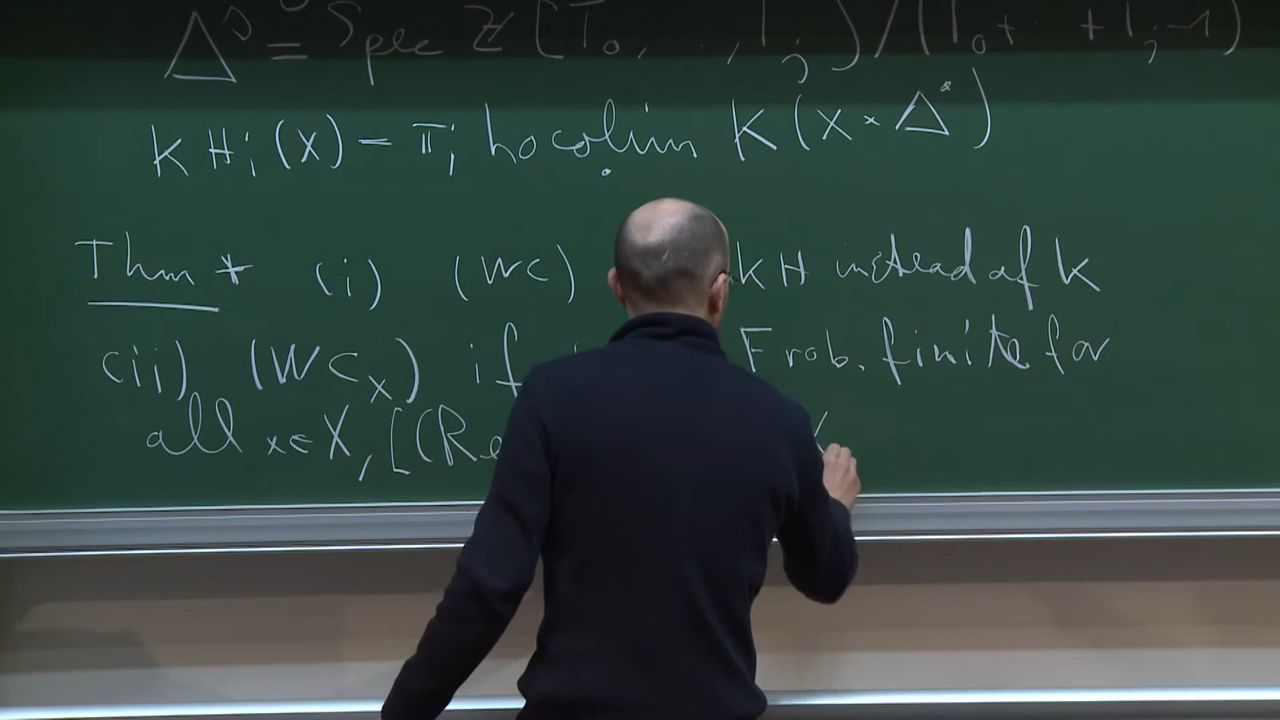 Δ^j = Spec ℤ[T_0, .., T_j)/(T_0+ +T_j-1)
KH_i(X) = π_i hocolim K(X × Δ^•)
Thm * (i) (WC) KH instead of K
(ii) (WC_X) if Frob. finite for
all x∈X, [(Re